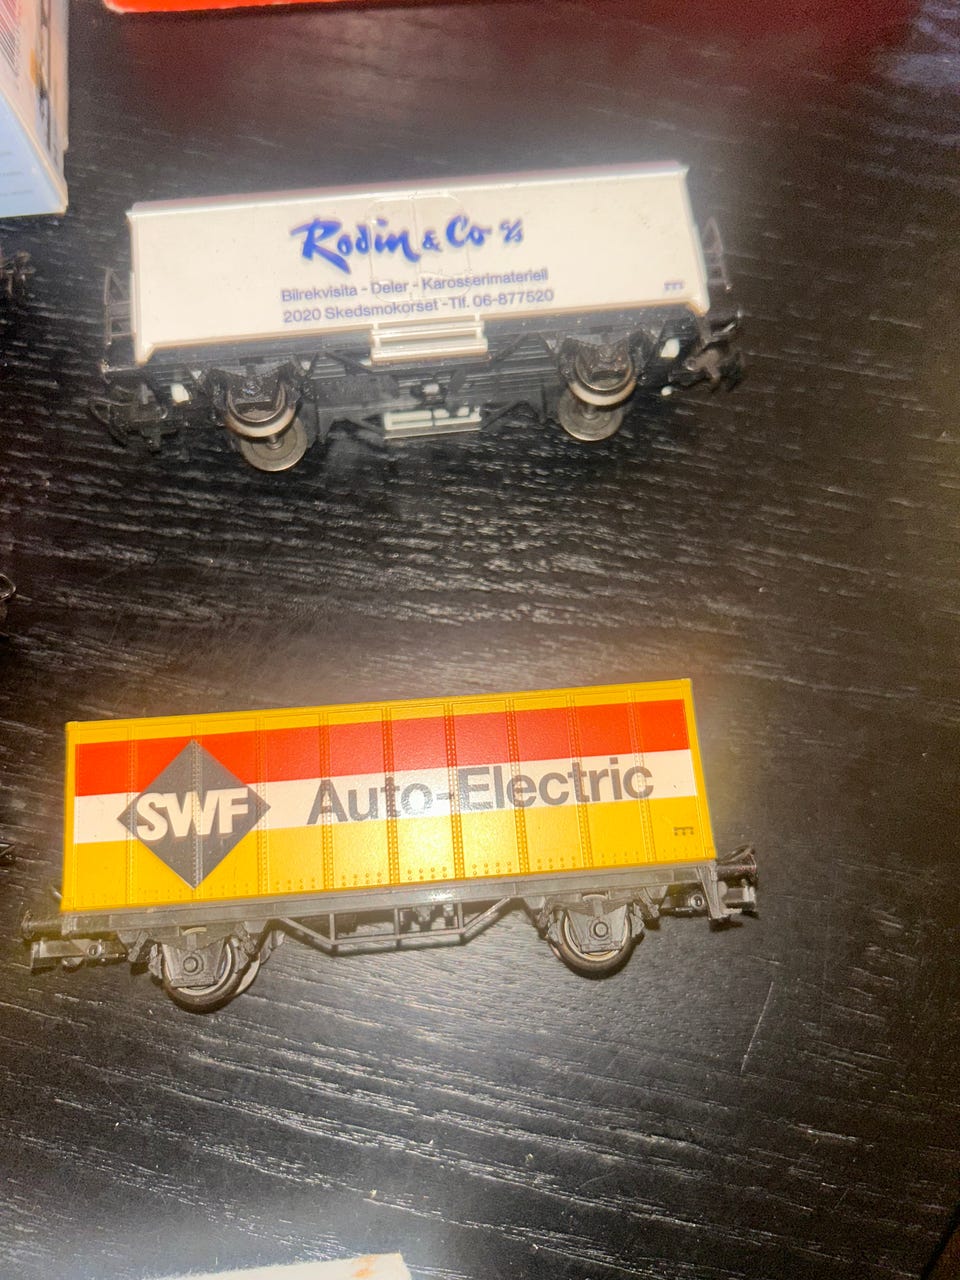 Rodin & Co A/S
Bilrekvisita - Deler - Karosserimateriell
2020 Skedsmokorset - Tlf. 06-877520
SWF Auto-Electric